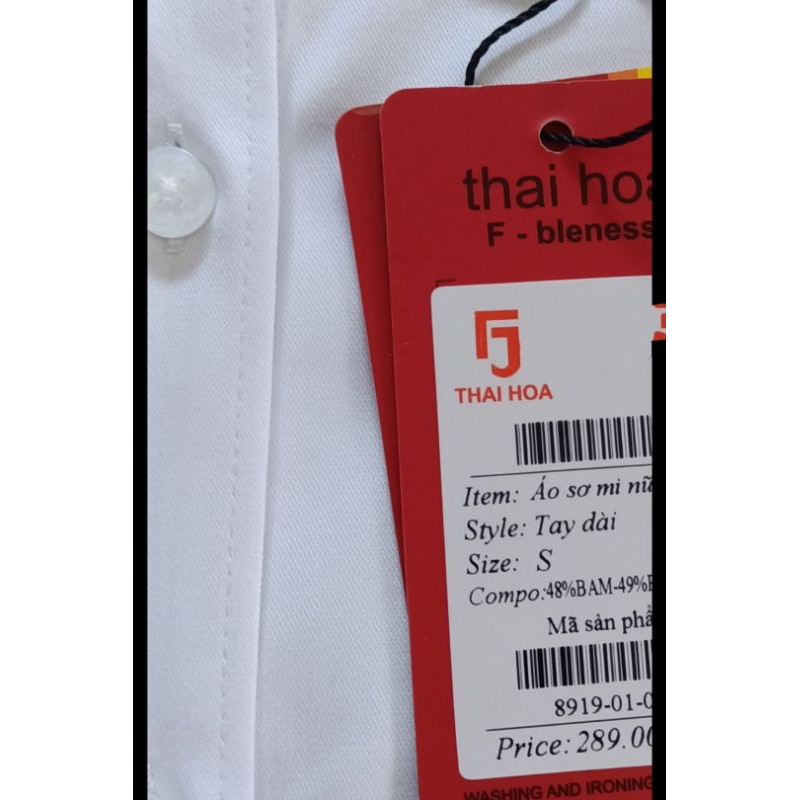 thai hoa
F - bleness
THAI HOA
Item: Áo sơ mi nữ
Style: Tay dài
Size: S
Compo:48%BAM-49%
Mã sản phẩ
8919-01-0
Price: 289.00
WASHING AND IRONING